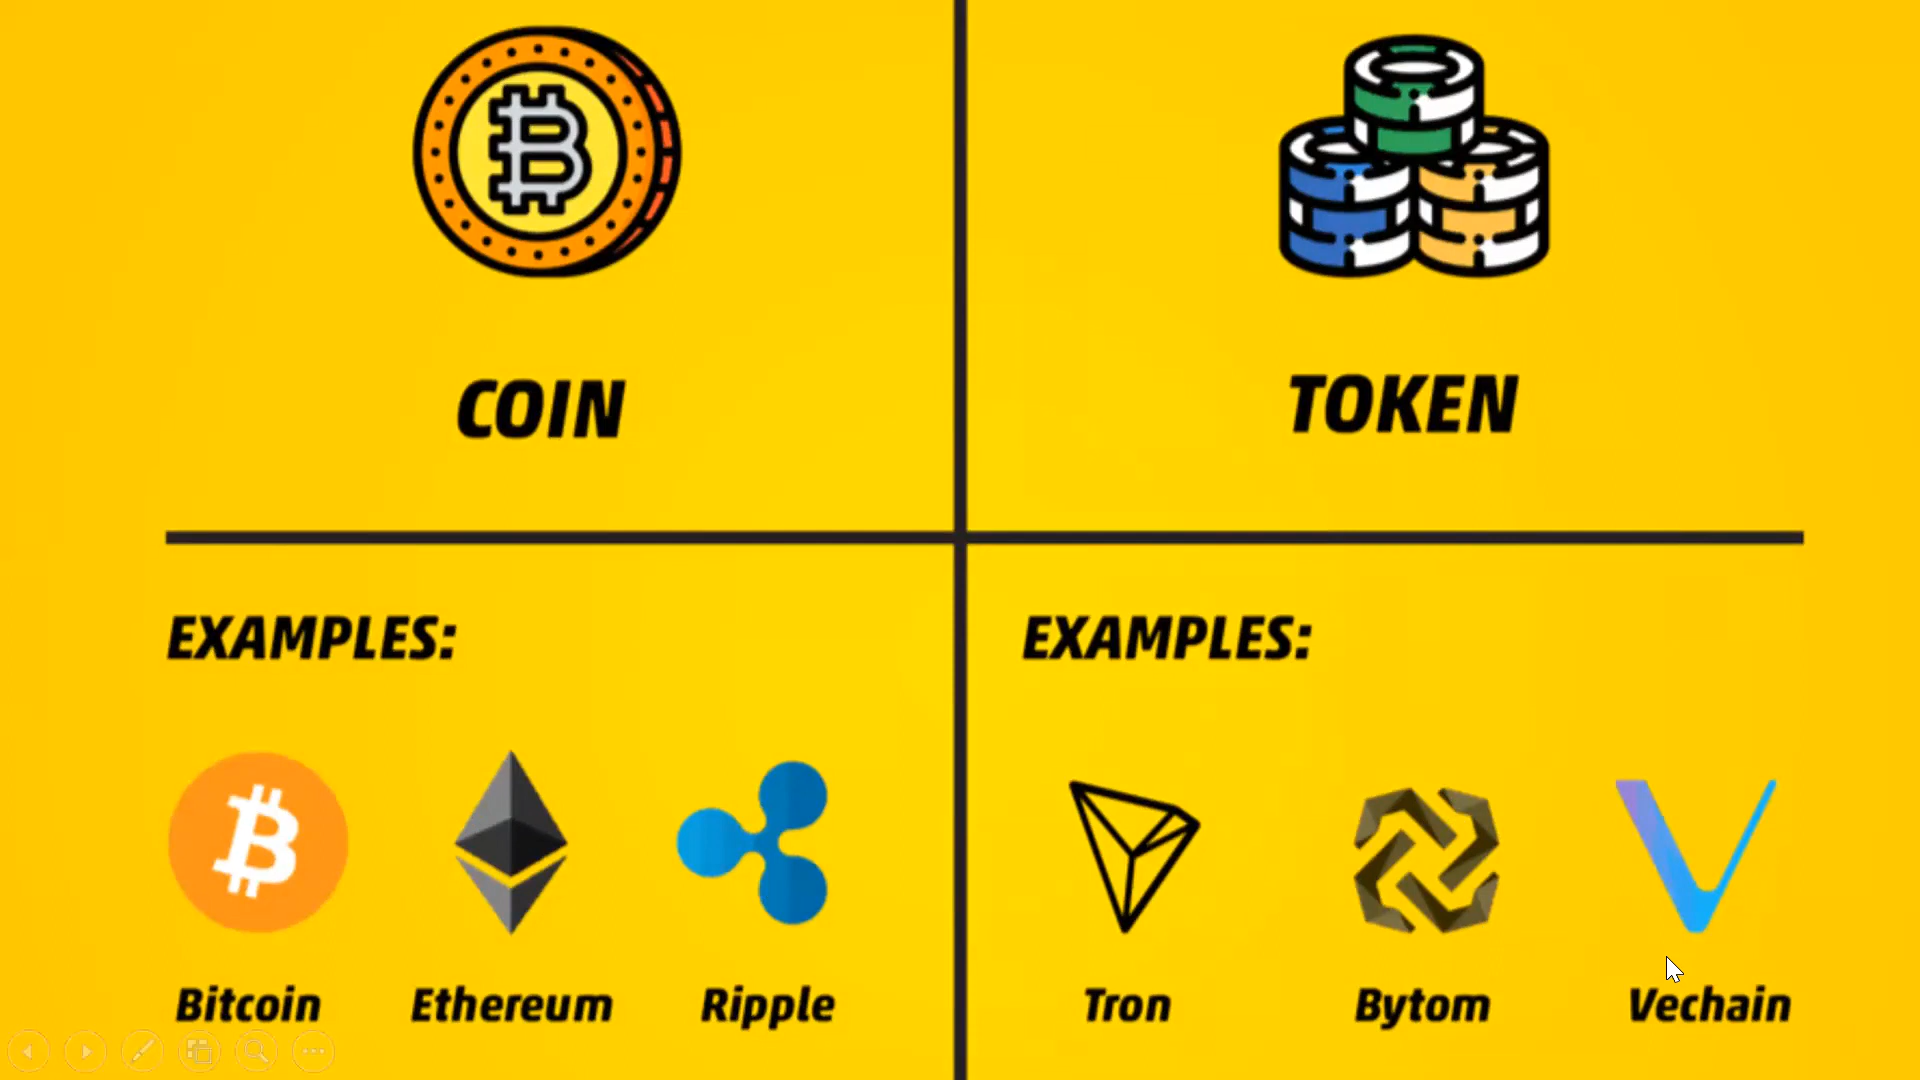 COIN
TOKEN
EXAMPLES:
EXAMPLES:
Bitcoin
Ethereum
Ripple
Tron
Bytom
Vechain